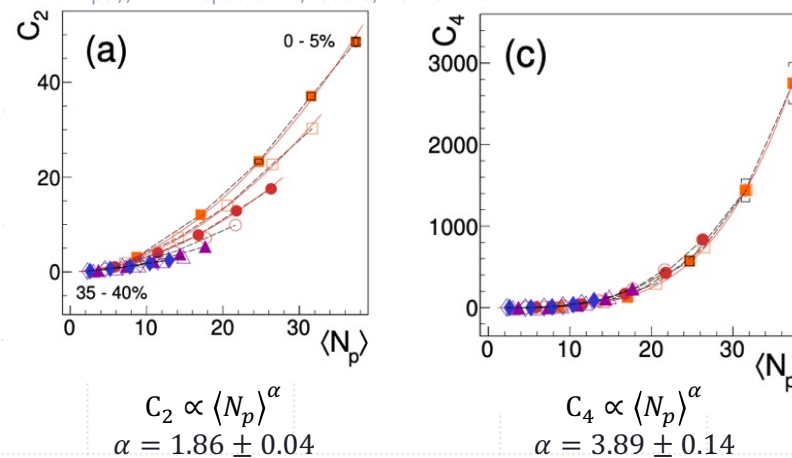 C₂
(a)
0 - 5%
40
20
0
35 - 40%
0 10 20 30
⟨Nₚ⟩
C₄
(c)
3000
2000
1000
0
0 10 20 30
⟨Nₚ
C₂ ∝ ⟨Nₚ⟩^α
α = 1.86 ± 0.04
C₄ ∝ ⟨Nₚ⟩^α
α = 3.89 ± 0.14